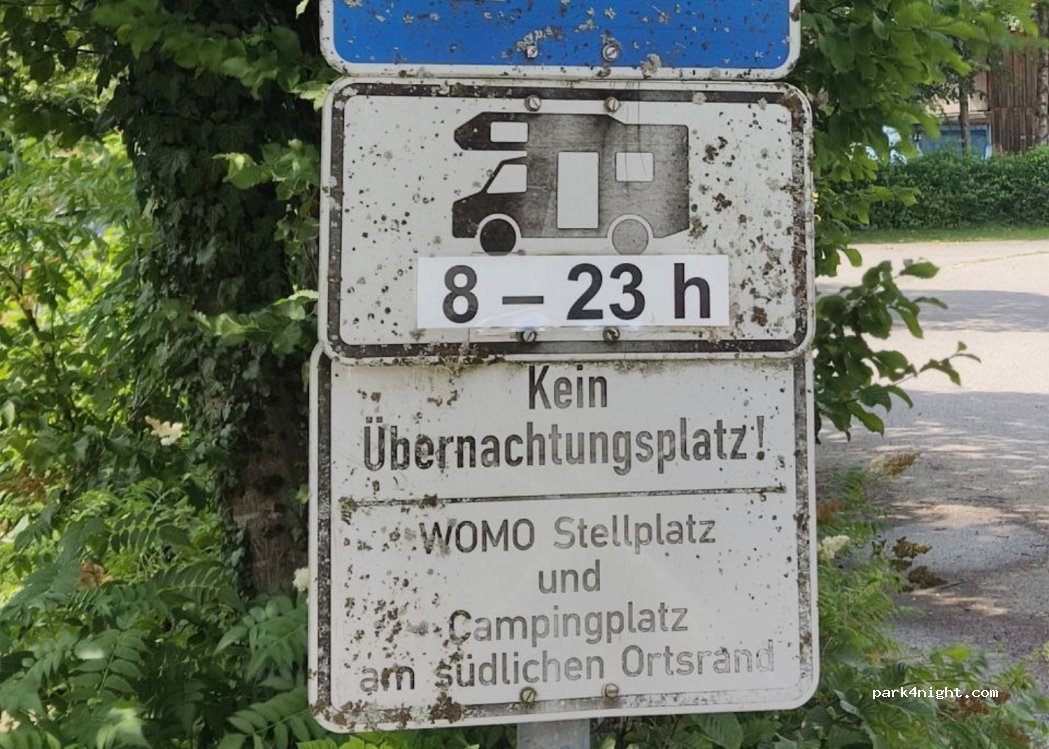 8 – 23 h
Kein
Übernachtungsplatz!
WOMO Stellplatz
und
Campingplatz
am südlichen Ortsrand
park4night.com